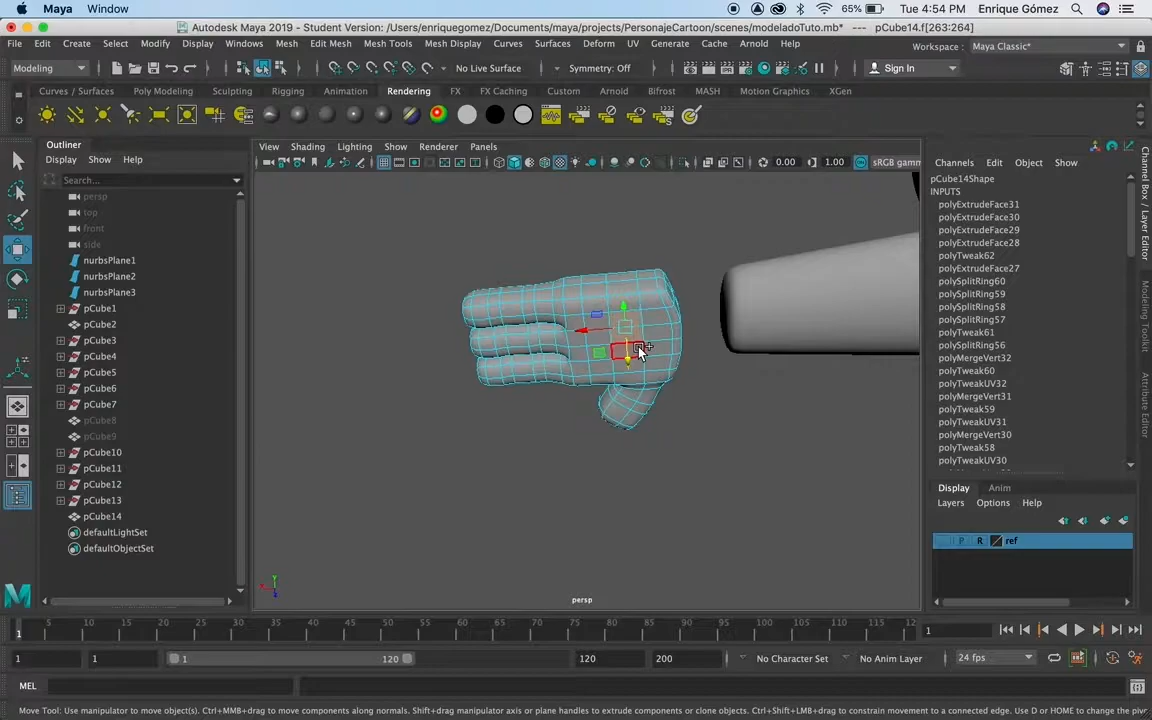 Maya Window 65% Tue 4:54 PM Enrique Gómez
Autodesk Maya 2019 - Student Version: /Users/enriquegomez/Documents/maya/projects/PersonajeCartoon/scenes/modeladoTuto.mb* --- pCube14.f[263:264]
File Edit Create Select Modify Display Windows Mesh Edit Mesh Mesh Tools Mesh Display Curves Surfaces Deform UV Generate Cache Arnold Help Workspace : Maya Classic*
Modeling No Live Surface Symmetry: Off Sign In
Curves / Surfaces Poly Modeling Sculpting Rigging Animation Rendering FX FX Caching Custom Arnold Bifrost MASH Motion Graphics XGen
Outliner
Display Show Help
Search...
persp
top
front
side
nurbsPlane1
nurbsPlane2
nurbsPlane3
pCube1
pCube2
pCube3
pCube4
pCube5
pCube6
pCube7
pCube8
pCube9
pCube10
pCube11
pCube12
pCube13
pCube14
defaultLightSet
defaultObjectSet
View Shading Lighting Show Renderer Panels
0.00 1.00 sRGB gamm
persp
Channels Edit Object Show
pCube14Shape
INPUTS
polyExtrudeFace31
polyExtrudeFace30
polyExtrudeFace29
polyExtrudeFace28
polyTweak62
polyExtrudeFace27
polySplitRing60
polySplitRing59
polySplitRing58
polySplitRing57
polyTweak61
polySplitRing56
polyMergeVert32
polyTweak60
polyTweakUV32
polyMergeVert31
polyTweak59
polyTweakUV31
polyMergeVert30
polyTweak58
polyTweakUV30
Channel Box / Layer Editor
Modeling Toolkit
Attribute Editor
Display Anim
Layers Options Help
P R ref
5 10 15 20 25 30 35 40 45 50 55 60 65 70 75 80 85 90 95 100 105 110 115 12
1 1
1 1 1 120 120 200 No Character Set No Anim Layer 24 fps
MEL
Move Tool: Use manipulator to move object(s). Ctrl+MMB+drag to move components along normals. Shift+drag manipulator axis or plane handles to extrude components or clone objects. Ctrl+Shift+LMB+drag to constrain movement to a connected edge. Use D or HOME to change the piv